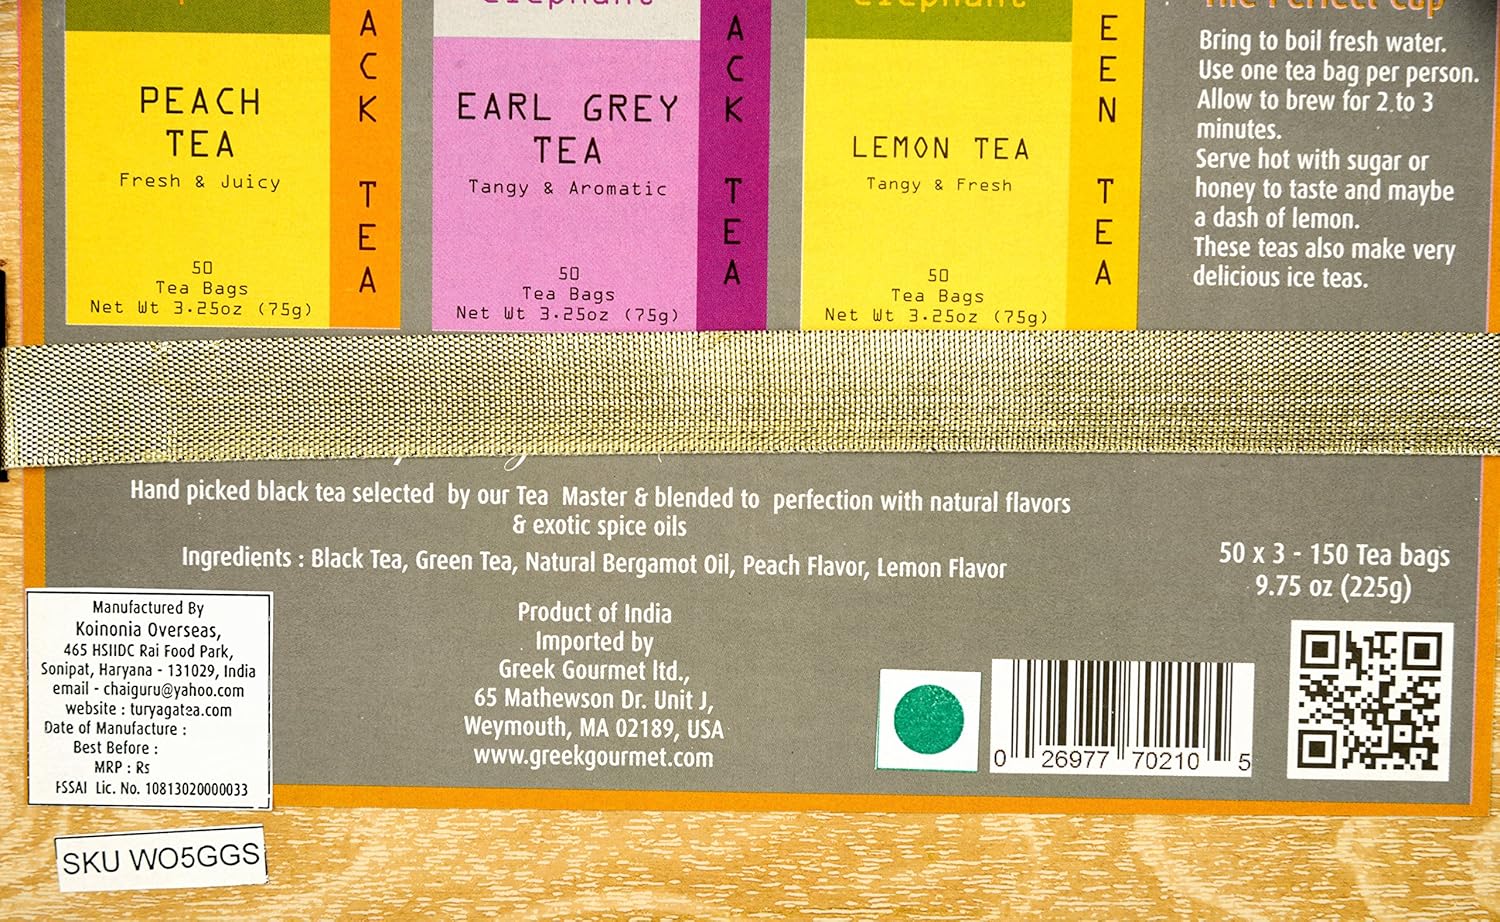 elephant
elephant
The Perfect Cup
PEACH
TEA
Fresh & Juicy
50
Tea Bags
Net Wt 3.25oz (75g)
ACK TEA
EARL GREY
TEA
Tangy & Aromatic
50
Tea Bags
Net Wt 3.25oz (75g)
ACK TEA
LEMON TEA
Tangy & Fresh
50
Tea Bags
Net Wt 3.25oz (75g)
EEN TEA
Bring to boil fresh water.
Use one tea bag per person.
Allow to brew for 2 to 3
minutes.
Serve hot with sugar or
honey to taste and maybe
a dash of lemon.
These teas also make very
delicious ice teas.
Hand picked black tea selected by our Tea Master & blended to perfection with natural flavors
& exotic spice oils
Ingredients : Black Tea, Green Tea, Natural Bergamot Oil, Peach Flavor, Lemon Flavor
50 x 3 - 150 Tea bags
9.75 oz (225g)
Manufactured By
Koinonia Overseas,
465 HSIIDC Rai Food Park,
Sonipat, Haryana - 131029, India
email - chaiguru@yahoo.com
website : turyagatea.com
Date of Manufacture :
Best Before :
MRP : Rs
FSSAI Lic. No. 10813020000033
Product of India
Imported by
Greek Gourmet ltd.,
65 Mathewson Dr. Unit J,
Weymouth, MA 02189, USA
www.greekgourmet.com
0 26977 70210 5
SKU WO5GGS